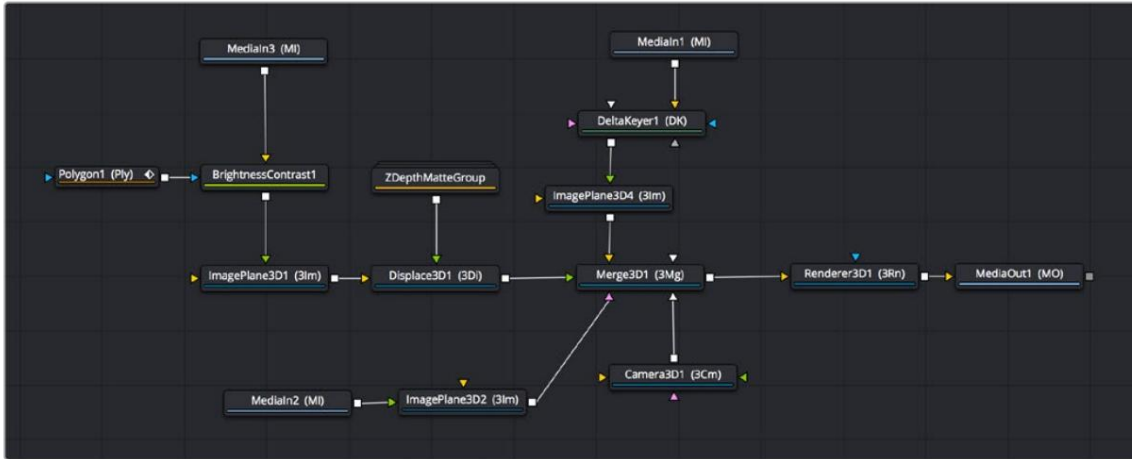 MediaIn3 (MI)
MediaIn1 (MI)
DeltaKeyer1 (DK)
Polygon1 (Ply)
BrightnessContrast1
ZDepthMatteGroup
ImagePlane3D4 (3Im)
ImagePlane3D1 (3Im)
Displace3D1 (3Di)
Merge3D1 (3Mg)
Renderer3D1 (3Rn)
MediaOut1 (MO)
Camera3D1 (3Cm)
MediaIn2 (MI)
ImagePlane3D2 (3Im)